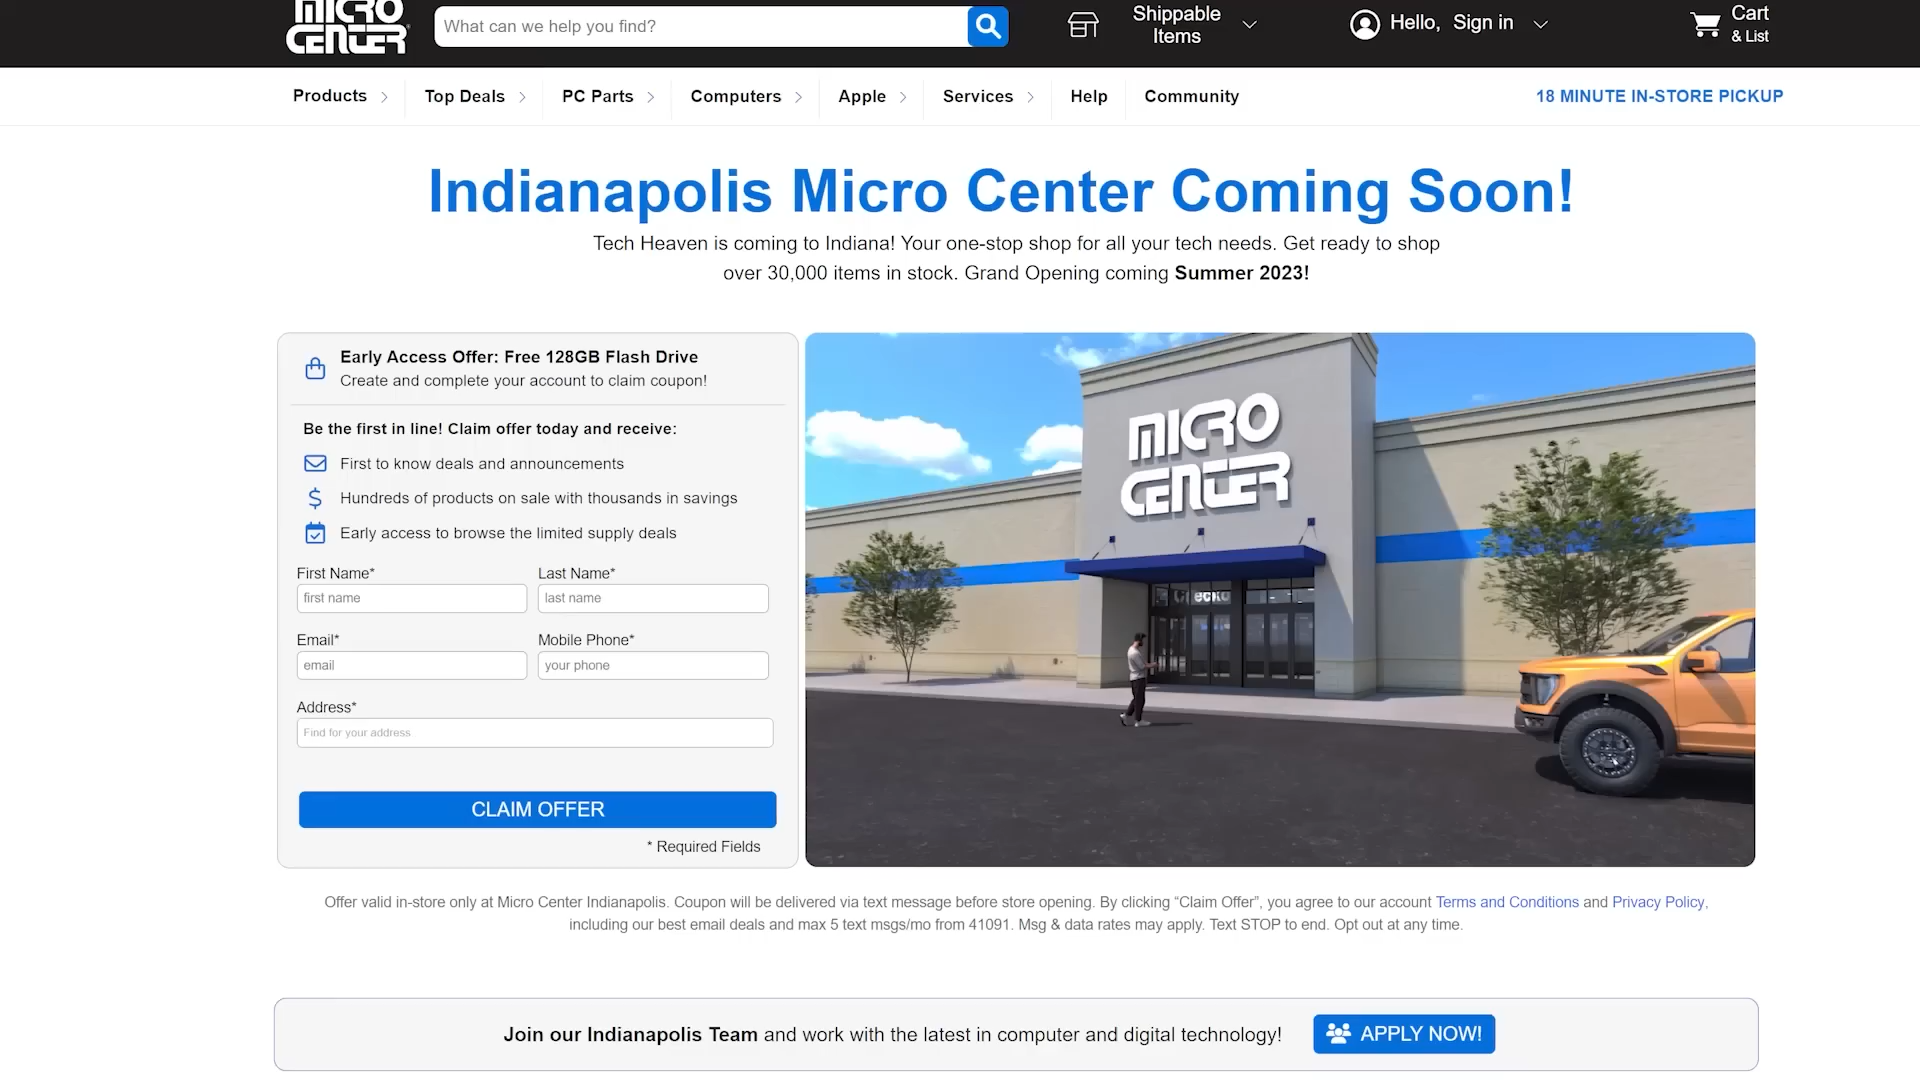 MICRO CENTER
What can we help you find?
Shippable Items
Hello, Sign in
Cart & List
Products
Top Deals
PC Parts
Computers
Apple
Services
Help
Community
18 MINUTE IN-STORE PICKUP
Indianapolis Micro Center Coming Soon!
Tech Heaven is coming to Indiana! Your one-stop shop for all your tech needs. Get ready to shop
over 30,000 items in stock. Grand Opening coming Summer 2023!
Early Access Offer: Free 128GB Flash Drive
Create and complete your account to claim coupon!
Be the first in line! Claim offer today and receive:
First to know deals and announcements
Hundreds of products on sale with thousands in savings
Early access to browse the limited supply deals
First Name*
Last Name*
first name
last name
Email*
Mobile Phone*
email
your phone
Address*
Find for your address
CLAIM OFFER
* Required Fields
MICRO
CENTER
Offer valid in-store only at Micro Center Indianapolis. Coupon will be delivered via text message before store opening. By clicking “Claim Offer”, you agree to our account Terms and Conditions and Privacy Policy,
including our best email deals and max 5 text msgs/mo from 41091. Msg & data rates may apply. Text STOP to end. Opt out at any time.
Join our Indianapolis Team and work with the latest in computer and digital technology!
APPLY NOW!